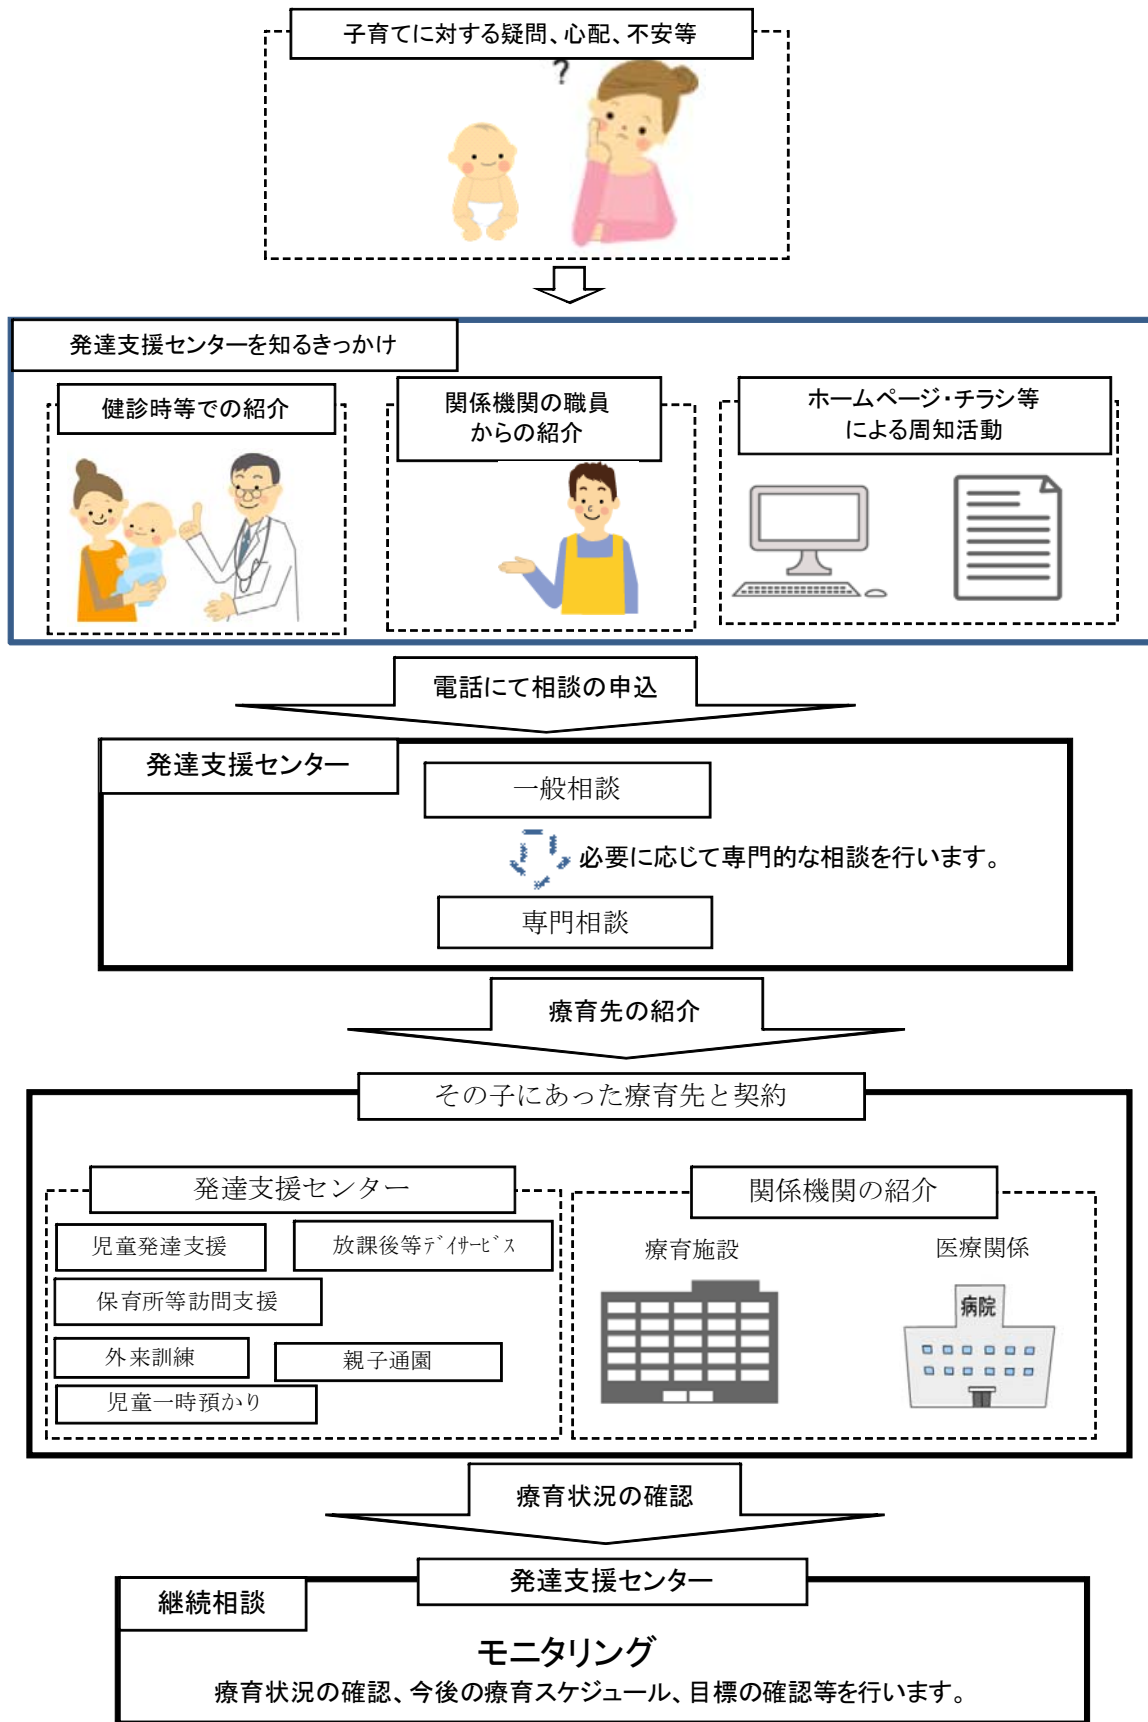 子育てに対する疑問、心配、不安等
?
発達支援センターを知るきっかけ
健診時等での紹介
関係機関の職員
からの紹介
ホームページ・チラシ等
による周知活動
電話にて相談の申込
発達支援センター
一般相談
必要に応じて専門的な相談を行います。
専門相談
療育先の紹介
その子にあった療育先と契約
発達支援センター
児童発達支援
放課後等ﾃﾞｲｻｰﾋﾞｽ
保育所等訪問支援
外来訓練
親子通園
児童一時預かり
関係機関の紹介
療育施設
医療関係
病院
療育状況の確認
発達支援センター
継続相談
モニタリング
療育状況の確認、今後の療育スケジュール、目標の確認等を行います。